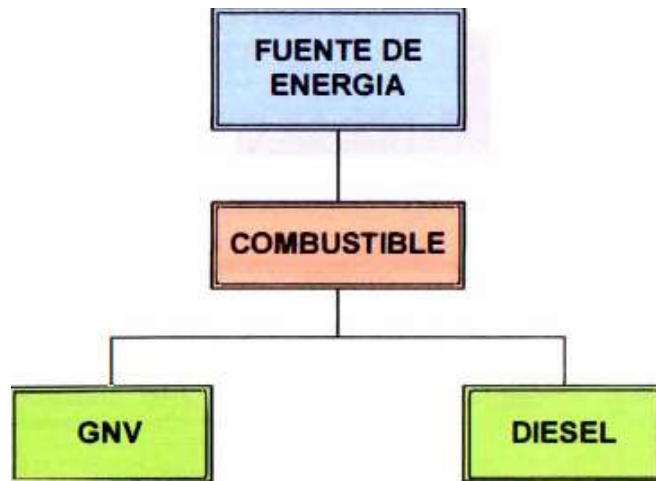 FUENTE DE
ENERGIA
COMBUSTIBLE
GNV
DIESEL